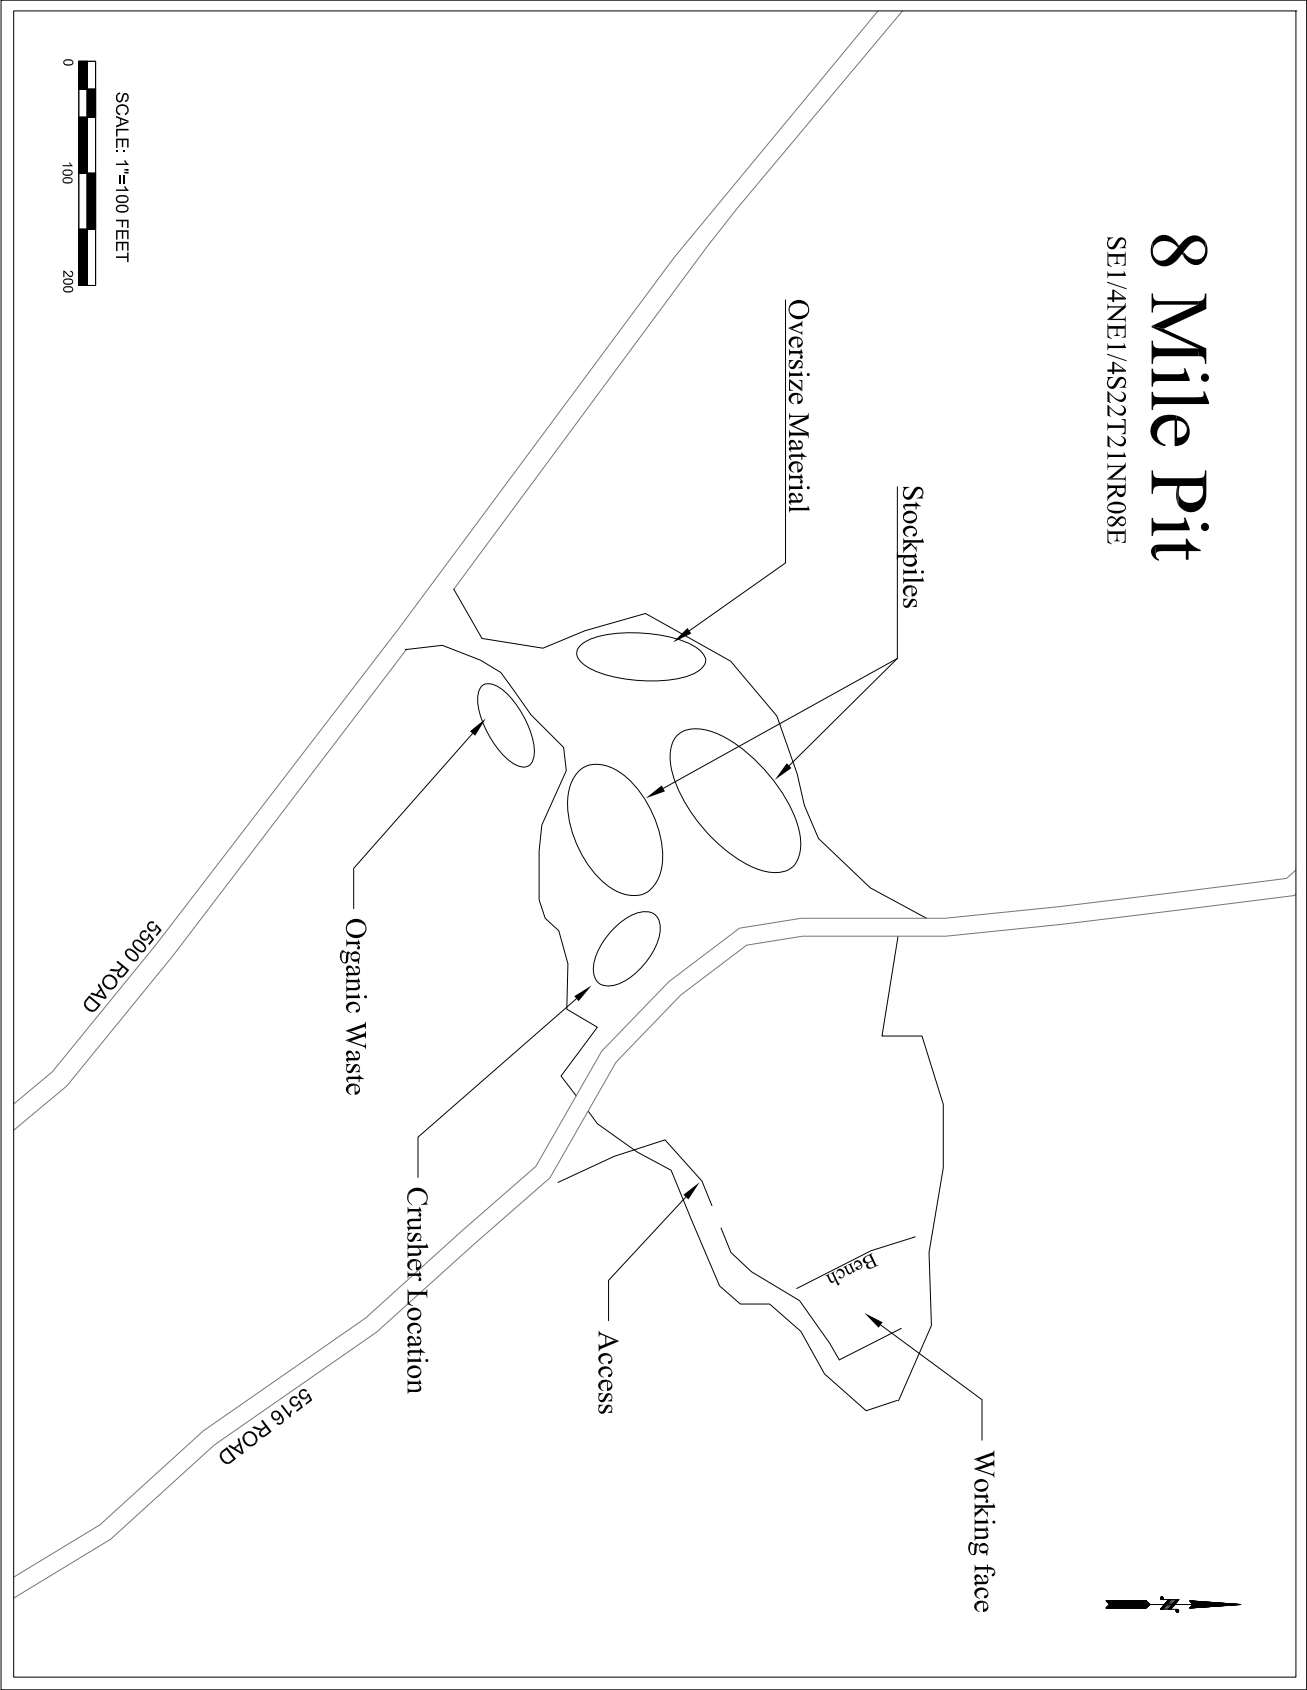 8 Mile Pit
SE1/4NE1/4S22T21NR08E
N
Stockpiles
Oversize Material
Working face
Bench
Access
Crusher Location
Organic Waste
5500 ROAD
5516 ROAD
SCALE: 1"=100 FEET
0 100 200